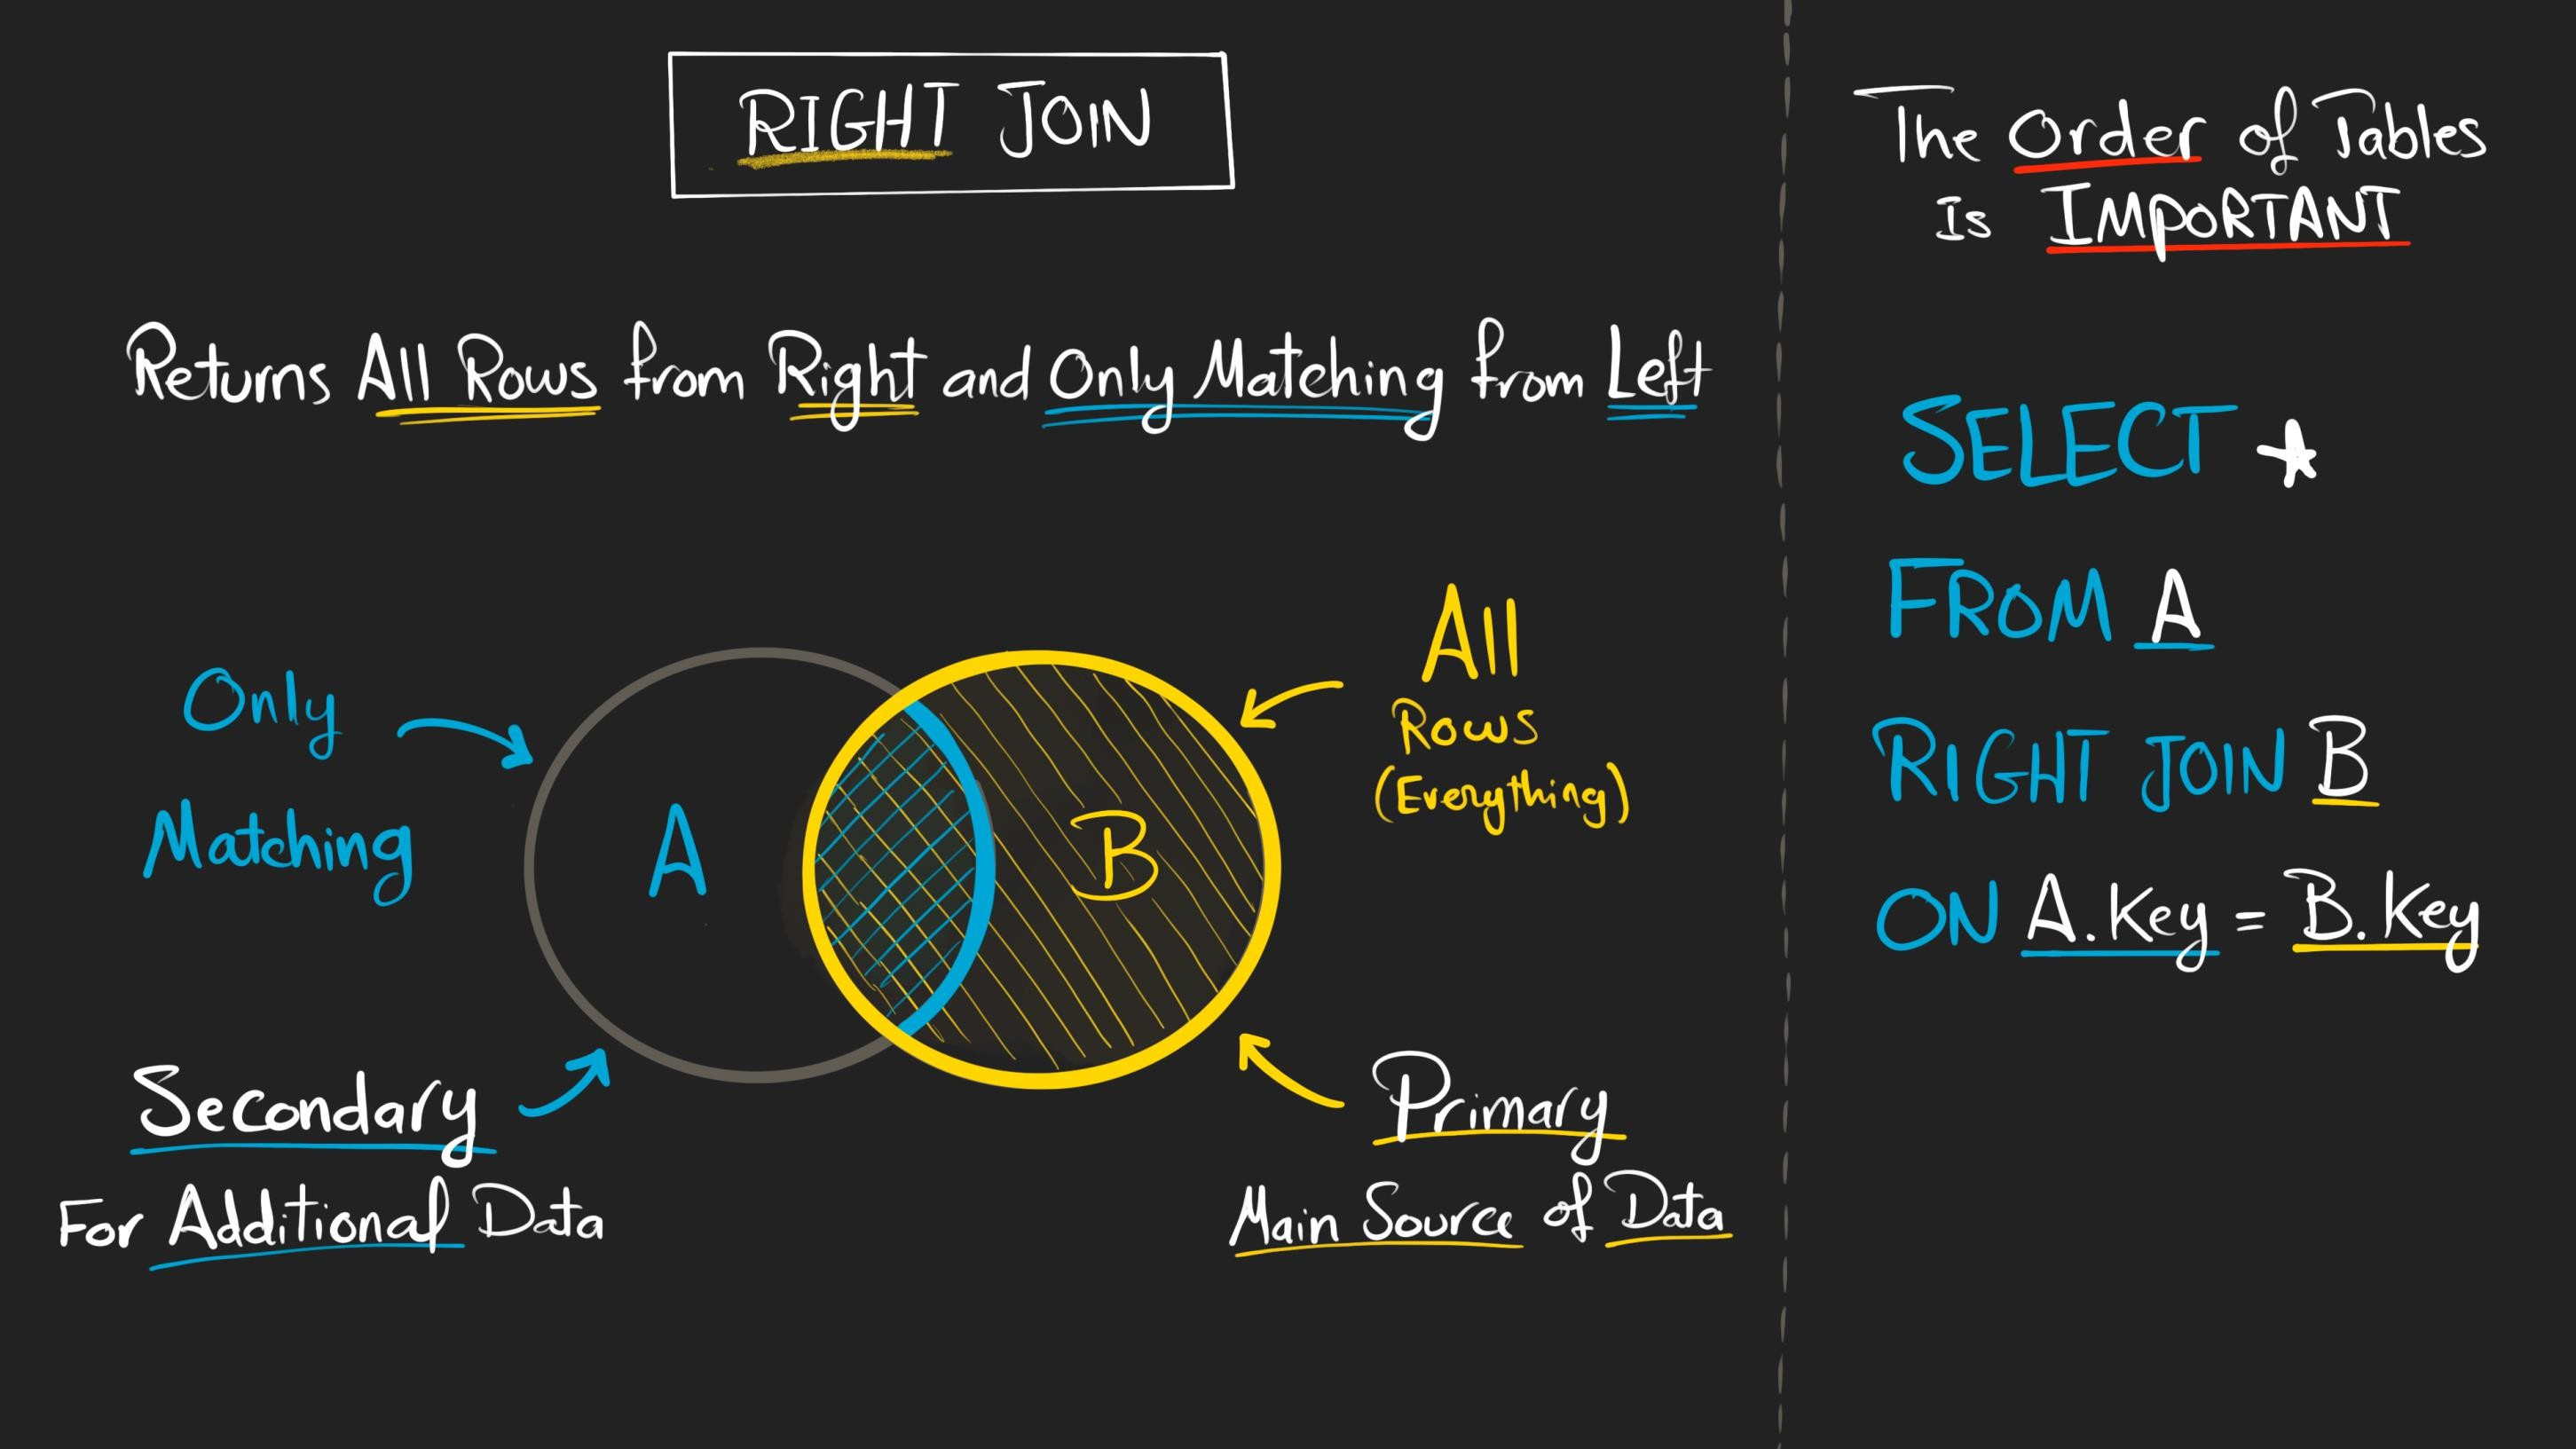 RIGHT JOIN
Returns All Rows from Right and Only Matching from Left
Only
Matching
A
B
All
Rows
(Everything)
Secondary
For Additional Data
Primary
Main Source of Data
The Order of Tables
Is IMPORTANT
SELECT *
FROM A
RIGHT JOIN B
ON A.Key = B.Key